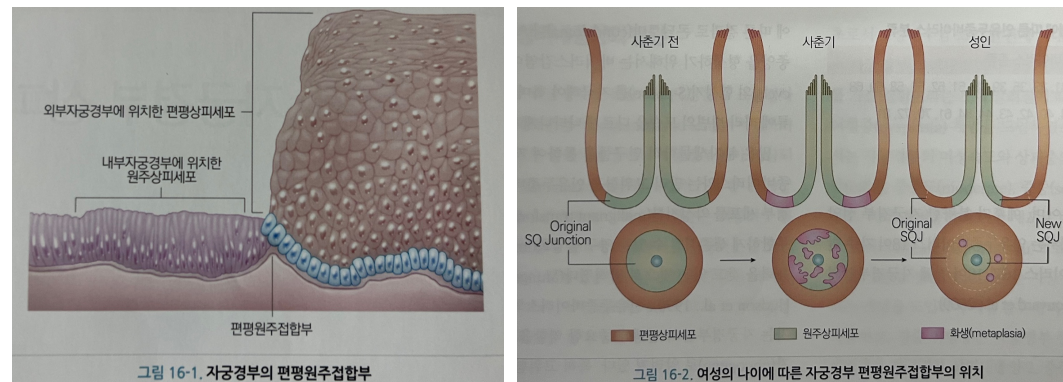 외부자궁경부에 위치한 편평상피세포
내부자궁경부에 위치한
원주상피세포
편평원주접합부
그림 16-1. 자궁경부의 편평원주접합부
사춘기 전
사춘기
성인
Original
SQ Junction
Original
SQJ
New
SQJ
편평상피세포
원주상피세포
화생(metaplasia)
그림 16-2. 여성의 나이에 따른 자궁경부 편평원주접합부의 위치